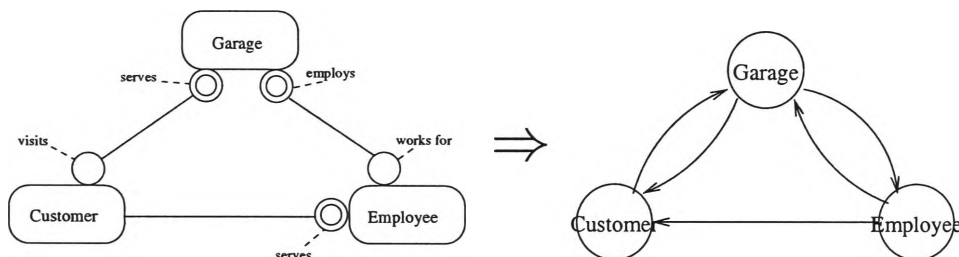 Garage
serves
employs
visits
works for
Customer
Employee
serves
Garage
Customer
Employee